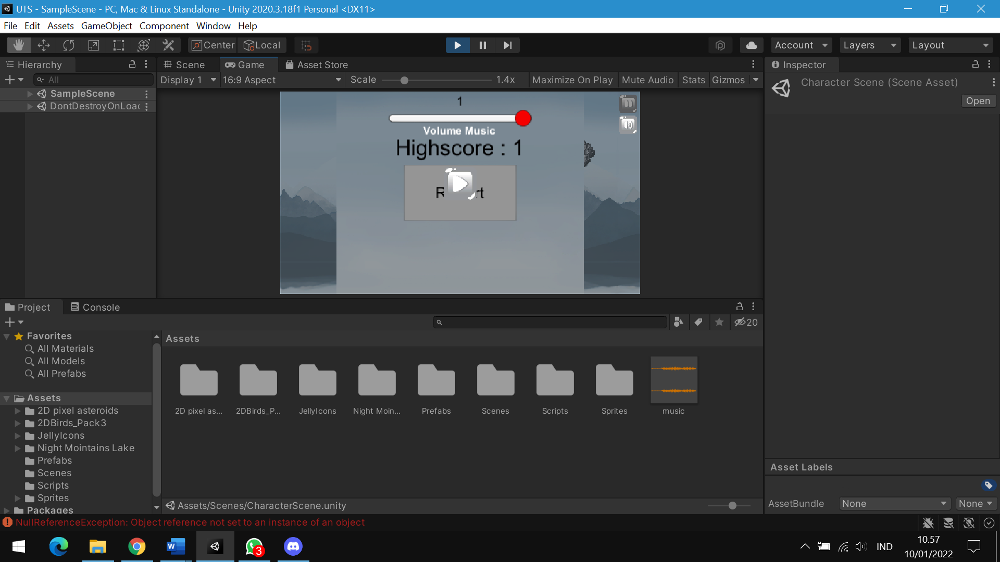 UTS - SampleScene - PC, Mac & Linux Standalone - Unity 2020.3.18f1 Personal <DX11>
File Edit Assets GameObject Component Window Help
Center Local Account Layers Layout
Hierarchy
All
SampleScene
DontDestroyOnLoad
Scene Game Asset Store
Display 1 16:9 Aspect Scale 1.4x Maximize On Play Mute Audio Stats Gizmos
1
Volume Music
Highscore : 1
Inspector
Character Scene (Scene Asset)
Open
Project Console
20
Favorites
All Materials
All Models
All Prefabs
Assets
2D pixel asteroids
2DBirds_Pack3
JellyIcons
Night Mointains Lake
Prefabs
Scenes
Scripts
Sprites
Packages
Assets
2D pixel as... 2DBirds_P... JellyIcons Night Moin... Prefabs Scenes Scripts Sprites music
Assets/Scenes/CharacterScene.unity
Asset Labels
AssetBundle None None
NullReferenceException: Object reference not set to an instance of an object
3
IND
10.57
10/01/2022